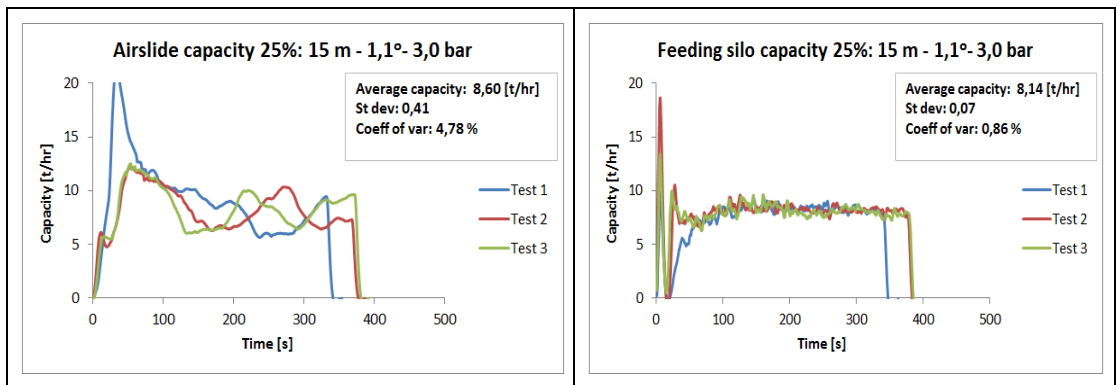 Airslide capacity 25%: 15 m - 1,1º- 3,0 bar
Average capacity: 8,60 [t/hr]
St dev: 0,41
Coeff of var: 4,78 %
20
15
10
5
0
Capacity [t/hr]
0 100 200 300 400 500
Time [s]
Test 1
Test 2
Test 3
Feeding silo capacity 25%: 15 m - 1,1º- 3,0 bar
Average capacity: 8,14 [t/hr]
St dev: 0,07
Coeff of var: 0,86 %
20
15
10
5
0
Capacity [t/hr]
0 100 200 300 400 500
Time [s]
Test 1
Test 2
Test 3